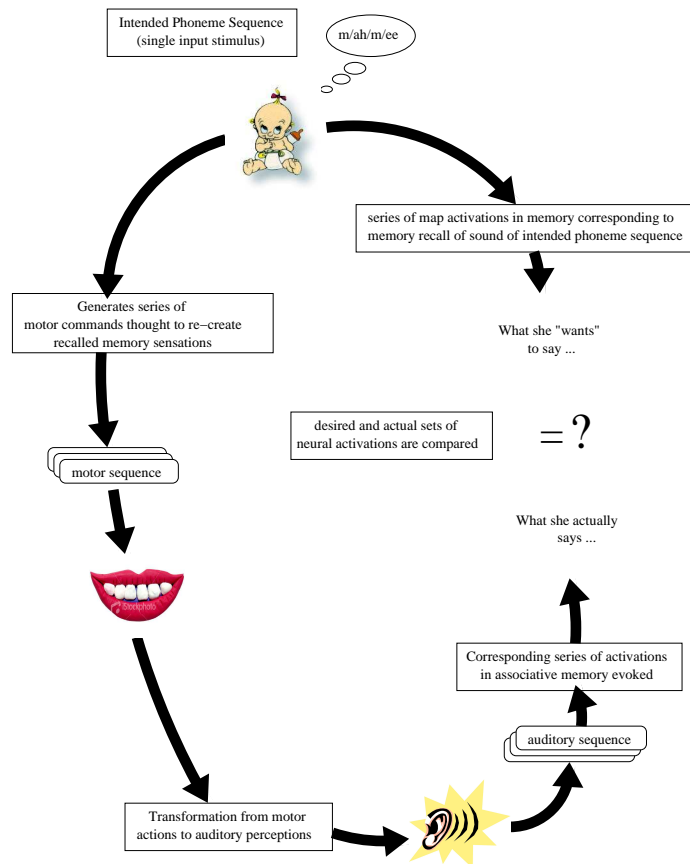 Intended Phoneme Sequence
(single input stimulus)
m/ah/m/ee
series of map activations in memory corresponding to
memory recall of sound of intended phoneme sequence
Generates series of
motor commands thought to re−create
recalled memory sensations
What she "wants"
to say ...
desired and actual sets of
neural activations are compared
=?
motor sequence
What she actually
says ...
iStockphoto
Corresponding series of activations
in associative memory evoked
auditory sequence
Transformation from motor
actions to auditory perceptions